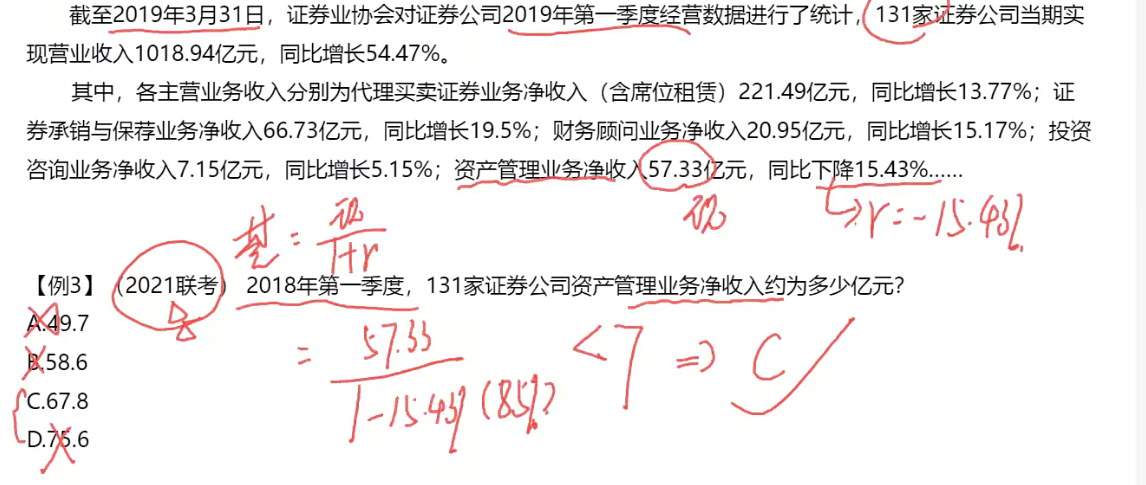 截至2019年3月31日，证券业协会对证券公司2019年第一季度经营数据进行了统计，131家证券公司当期实
现营业收入1018.94亿元，同比增长54.47%。
其中，各主营业务收入分别为代理买卖证券业务净收入（含席位租赁）221.49亿元，同比增长13.77%；证
券承销与保荐业务净收入66.73亿元，同比增长19.5%；财务顾问业务净收入20.95亿元，同比增长15.17%；投资
咨询业务净收入7.15亿元，同比增长5.15%；资产管理业务净收入57.33亿元，同比下降15.43%……
现
r=-15.43%
基=现/1+r
【例3】（2021联考）2018年第一季度，131家证券公司资产管理业务净收入约为多少亿元？
A.49.7
B.58.6
C.67.8
D.75.6
= 57.33/1-15.43% (85%) <7 => C